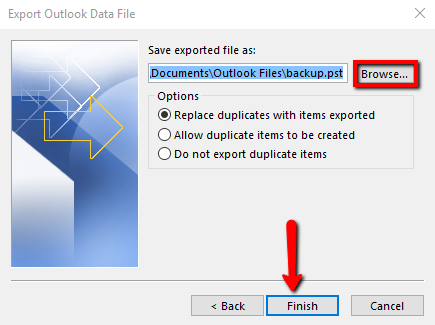 Export Outlook Data File
Save exported file as:
Documents\Outlook Files\backup.pst
Browse...
Options
Replace duplicates with items exported
Allow duplicate items to be created
Do not export duplicate items
< Back
Finish
Cancel